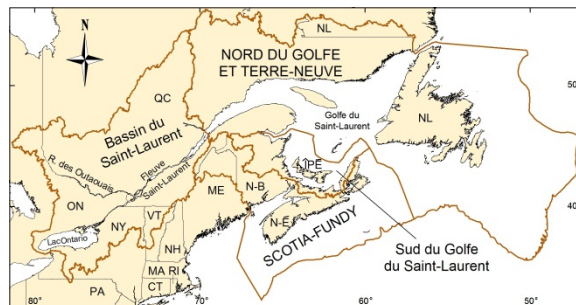 N
NL
NORD DU GOLFE
ET TERRE-NEUVE
QC
Bassin du
Saint-Laurent
Golfe du
Saint-Laurent
NL
R. des Outaouais
Fleuve
Saint-Laurent
IPE
ME
N-B
ON
VT
NY
Lac Ontario
N-E
NH
SCOTIA-FUNDY
MA RI
CT
PA
Sud du Golfe
du Saint-Laurent
50
40
80°
70
60
50